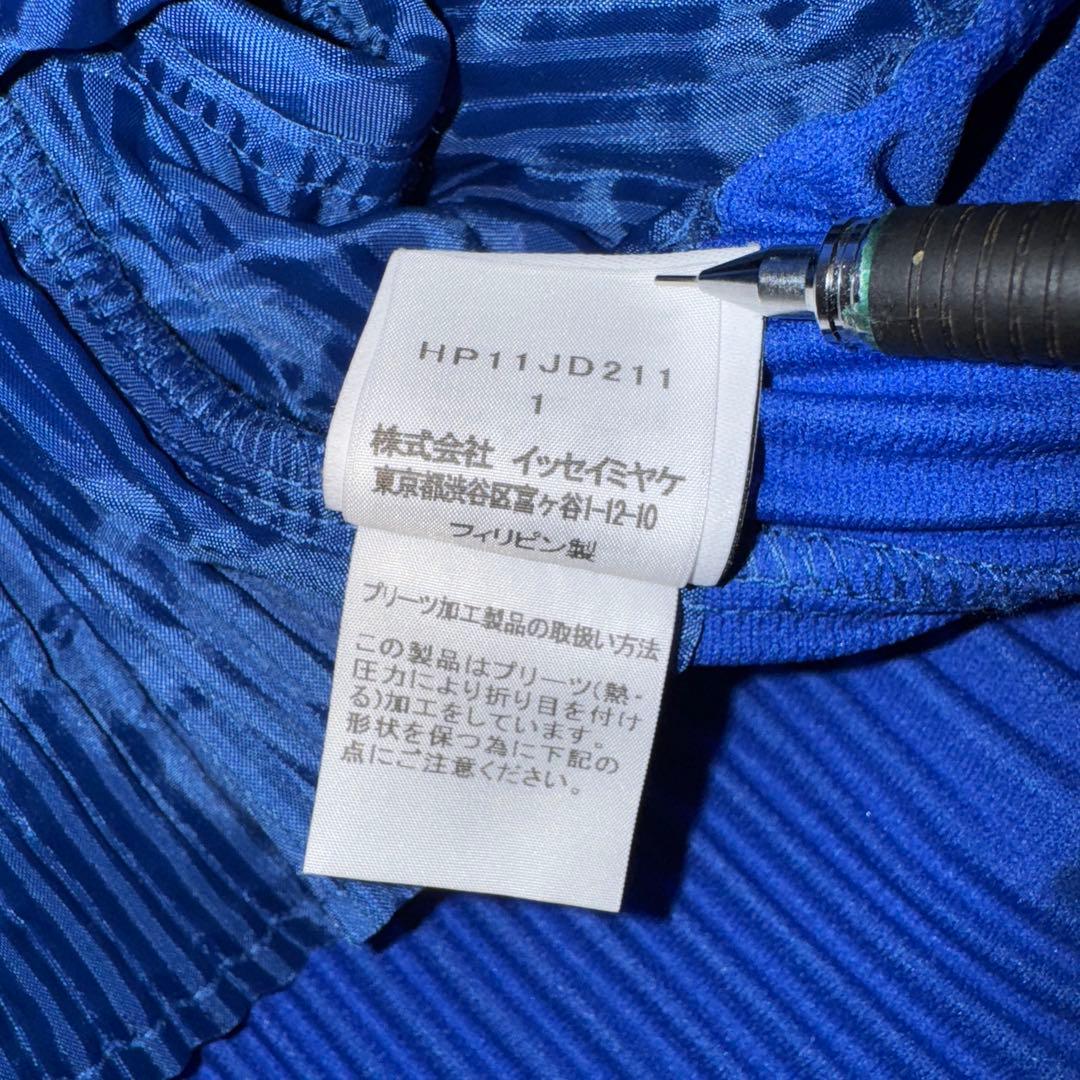 HP11JD211
1
株式会社 イッセイミヤケ
東京都渋谷区富ヶ谷1-12-10
フィリピン製
プリーツ加工製品の取扱い方法
この製品はプリーツ(熱・
圧力により折り目を付け
る)加工をしています。
形状を保つ為に下記の
点にご注意ください。